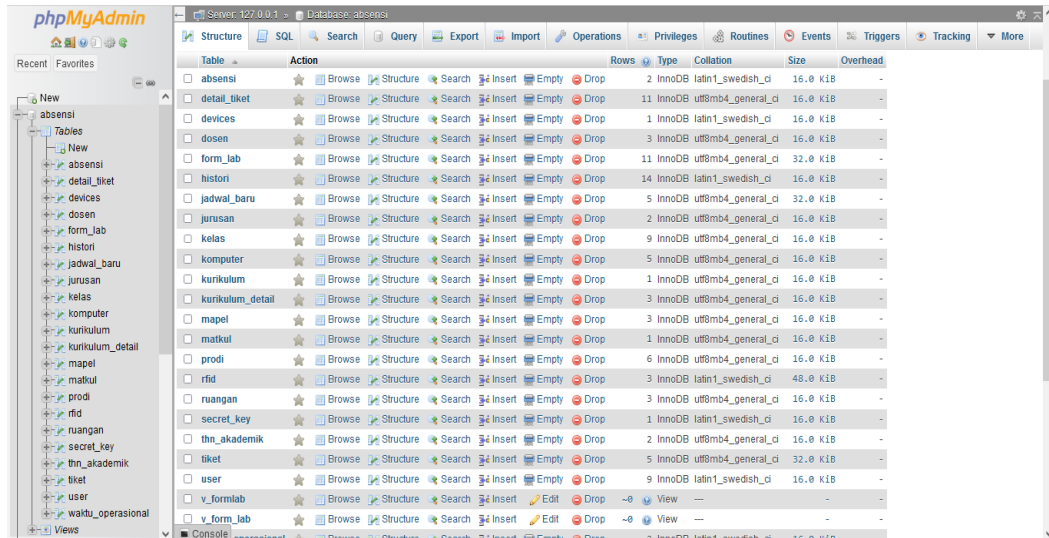 phpMyAdmin
Recent Favorites
New
absensi
Tables
New
absensi
detail_tiket
devices
dosen
form_lab
histori
jadwal_baru
jurusan
kelas
komputer
kurikulum
kurikulum_detail
mapel
matkul
prodi
rfid
ruangan
secret_key
thn_akademik
tiket
user
waktu_operasional
Views
Server: 127.0.0.1 » Database: absensi
Structure SQL Search Query Export Import Operations Privileges Routines Events Triggers Tracking More
Table Action Rows Type Collation Size Overhead
absensi Browse Structure Search Insert Empty Drop 2 InnoDB latin1_swedish_ci 16.0 KiB -
detail_tiket Browse Structure Search Insert Empty Drop 11 InnoDB utf8mb4_general_ci 16.0 KiB -
devices Browse Structure Search Insert Empty Drop 1 InnoDB latin1_swedish_ci 16.0 KiB -
dosen Browse Structure Search Insert Empty Drop 3 InnoDB utf8mb4_general_ci 16.0 KiB -
form_lab Browse Structure Search Insert Empty Drop 11 InnoDB utf8mb4_general_ci 32.0 KiB -
histori Browse Structure Search Insert Empty Drop 14 InnoDB latin1_swedish_ci 16.0 KiB -
jadwal_baru Browse Structure Search Insert Empty Drop 5 InnoDB utf8mb4_general_ci 32.0 KiB -
jurusan Browse Structure Search Insert Empty Drop 2 InnoDB utf8mb4_general_ci 16.0 KiB -
kelas Browse Structure Search Insert Empty Drop 9 InnoDB utf8mb4_general_ci 16.0 KiB -
komputer Browse Structure Search Insert Empty Drop 5 InnoDB utf8mb4_general_ci 16.0 KiB -
kurikulum Browse Structure Search Insert Empty Drop 1 InnoDB utf8mb4_general_ci 16.0 KiB -
kurikulum_detail Browse Structure Search Insert Empty Drop 3 InnoDB utf8mb4_general_ci 16.0 KiB -
mapel Browse Structure Search Insert Empty Drop 3 InnoDB utf8mb4_general_ci 16.0 KiB -
matkul Browse Structure Search Insert Empty Drop 1 InnoDB utf8mb4_general_ci 16.0 KiB -
prodi Browse Structure Search Insert Empty Drop 6 InnoDB utf8mb4_general_ci 16.0 KiB -
rfid Browse Structure Search Insert Empty Drop 3 InnoDB latin1_swedish_ci 48.0 KiB -
ruangan Browse Structure Search Insert Empty Drop 3 InnoDB utf8mb4_general_ci 16.0 KiB -
secret_key Browse Structure Search Insert Empty Drop 1 InnoDB latin1_swedish_ci 16.0 KiB -
thn_akademik Browse Structure Search Insert Empty Drop 2 InnoDB utf8mb4_general_ci 16.0 KiB -
tiket Browse Structure Search Insert Empty Drop 5 InnoDB utf8mb4_general_ci 32.0 KiB -
user Browse Structure Search Insert Empty Drop 9 InnoDB latin1_swedish_ci 16.0 KiB -
v_formlab Browse Structure Search Insert Edit Drop ~0 View --- - -
v_form_lab Browse Structure Search Insert Edit Drop ~0 View --- - -
Console